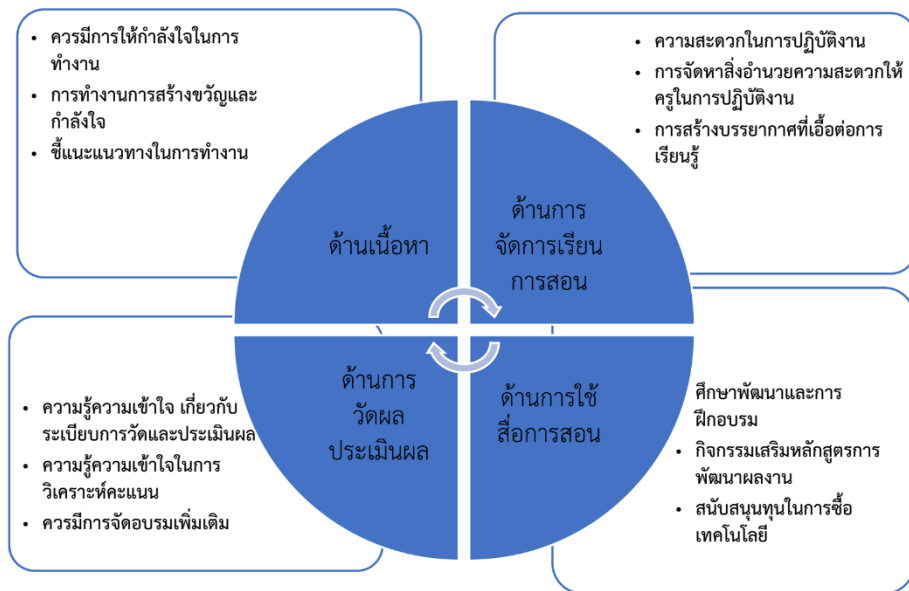 • ควรมีการให้กำลังใจในการ
ทำงาน
• การทำงานการสร้างขวัญและ
กำลังใจ
• ชี้แนะแนวทางในการทำงาน
• ความสะดวกในการปฏิบัติงาน
• การจัดหาสิ่งอำนวยความสะดวกให้
ครูในการปฏิบัติงาน
• การสร้างบรรยากาศที่เอื้อต่อการ
เรียนรู้
ด้านเนื้อหา
ด้านการ
จัดการเรียน
การสอน
ด้านการ
วัดผล
ประเมินผล
ด้านการใช้
สื่อการสอน
• ความรู้ความเข้าใจ เกี่ยวกับ
ระเบียบการวัดและประเมินผล
• ความรู้ความเข้าใจในการ
วิเคราะห์คะแนน
• ควรมีการจัดอบรมเพิ่มเติม
ศึกษาพัฒนาและการ
ฝึกอบรม
• กิจกรรมเสริมหลักสูตรการ
พัฒนาผลงาน
• สนับสนุนทุนในการซื้อ
เทคโนโลยี